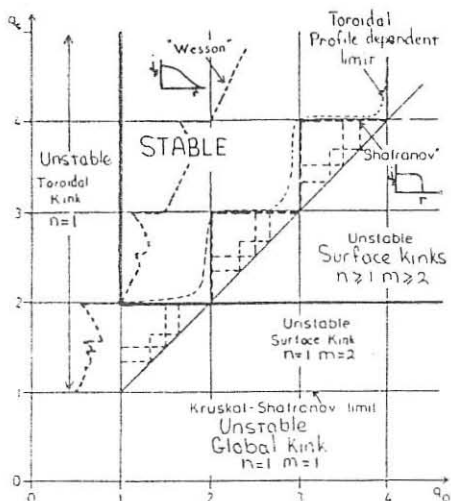 qₐ
Toroidal
Profile dependent
limit
"Wesson"
j
r
4
STABLE
Unstable
Toroidal
Kink
n=1
"Shafranov"
j
r
3
Unstable
Surface Kinks
n≥1 m≥2
2
Unstable
Surface Kink
n=1 m=2
1
Kruskal-Shafranov limit
Unstable
Global Kink
n=1 m=1
0
0
1
2
3
4
q₀